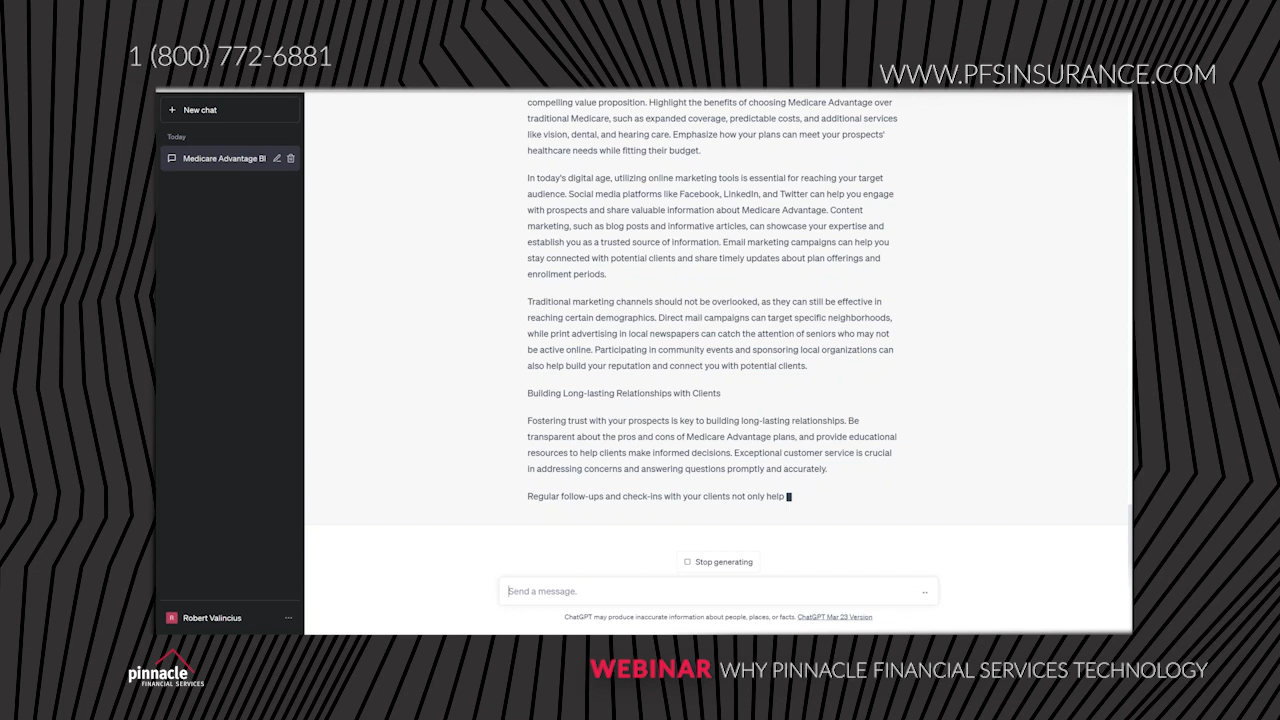 1 (800) 772-6881
WWW.PFSINSURANCE.COM
New chat
Today
Medicare Advantage Bl
Robert Valincius
compelling value proposition. Highlight the benefits of choosing Medicare Advantage over
traditional Medicare, such as expanded coverage, predictable costs, and additional services
like vision, dental, and hearing care. Emphasize how your plans can meet your prospects'
healthcare needs while fitting their budget.
In today's digital age, utilizing online marketing tools is essential for reaching your target
audience. Social media platforms like Facebook, LinkedIn, and Twitter can help you engage
with prospects and share valuable information about Medicare Advantage. Content
marketing, such as blog posts and informative articles, can showcase your expertise and
establish you as a trusted source of information. Email marketing campaigns can help you
stay connected with potential clients and share timely updates about plan offerings and
enrollment periods.
Traditional marketing channels should not be overlooked, as they can still be effective in
reaching certain demographics. Direct mail campaigns can target specific neighborhoods,
while print advertising in local newspapers can catch the attention of seniors who may not
be active online. Participating in community events and sponsoring local organizations can
also help build your reputation and connect you with potential clients.
Building Long-lasting Relationships with Clients
Fostering trust with your prospects is key to building long-lasting relationships. Be
transparent about the pros and cons of Medicare Advantage plans, and provide educational
resources to help clients make informed decisions. Exceptional customer service is crucial
in addressing concerns and answering questions promptly and accurately.
Regular follow-ups and check-ins with your clients not only help
Stop generating
Send a message.
ChatGPT may produce inaccurate information about people, places, or facts. ChatGPT Mar 23 Version
pinnacle
FINANCIAL SERVICES
WEBINAR WHY PINNACLE FINANCIAL SERVICES TECHNOLOGY